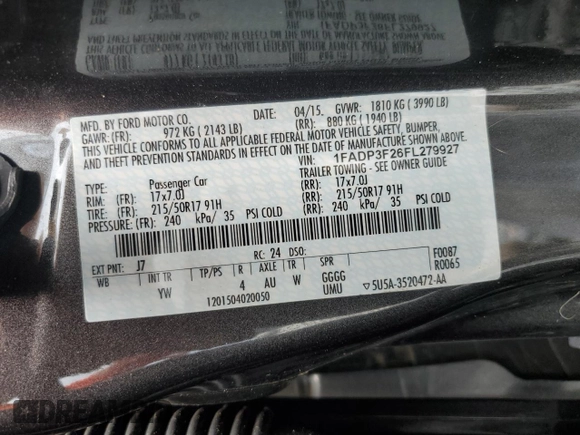 MFD. BY FORD MOTOR CO.
DATE: 04/15. GVWR: 1810 KG ( 3990 LB)
GAWR: (FR) 972 KG ( 2143 LB) (RR): 880 KG ( 1940 LB)
THIS VEHICLE CONFORMS TO ALL APPLICABLE FEDERAL MOTOR VEHICLE SAFETY, BUMPER,
AND THEFT PREVENTION STANDARDS IN EFFECT ON THE DATE OF MANUFACTURE SHOWN ABOVE.
VIN: 1FADP3F26FL279927
TYPE: Passenger Car TRAILER TOWING - SEE OWNER GUIDE
RIM: (FR) 17x7.0J (RR): 17x7.0J
TIRE: (FR) 215/50R17 91H (RR): 215/50R17 91H
PRESSURE: (FR): 240 kPa/ 35 PSI COLD (RR): 240 kPa/ 35 PSI COLD
EXT PNT: J7 RC: 24 DSO: F0087
WB INT TR TP/PS R AXLE TR SPR R0065
YW 4 AU W GGGG
UMU
1201504020050 ▽5U5A-3520472-AA